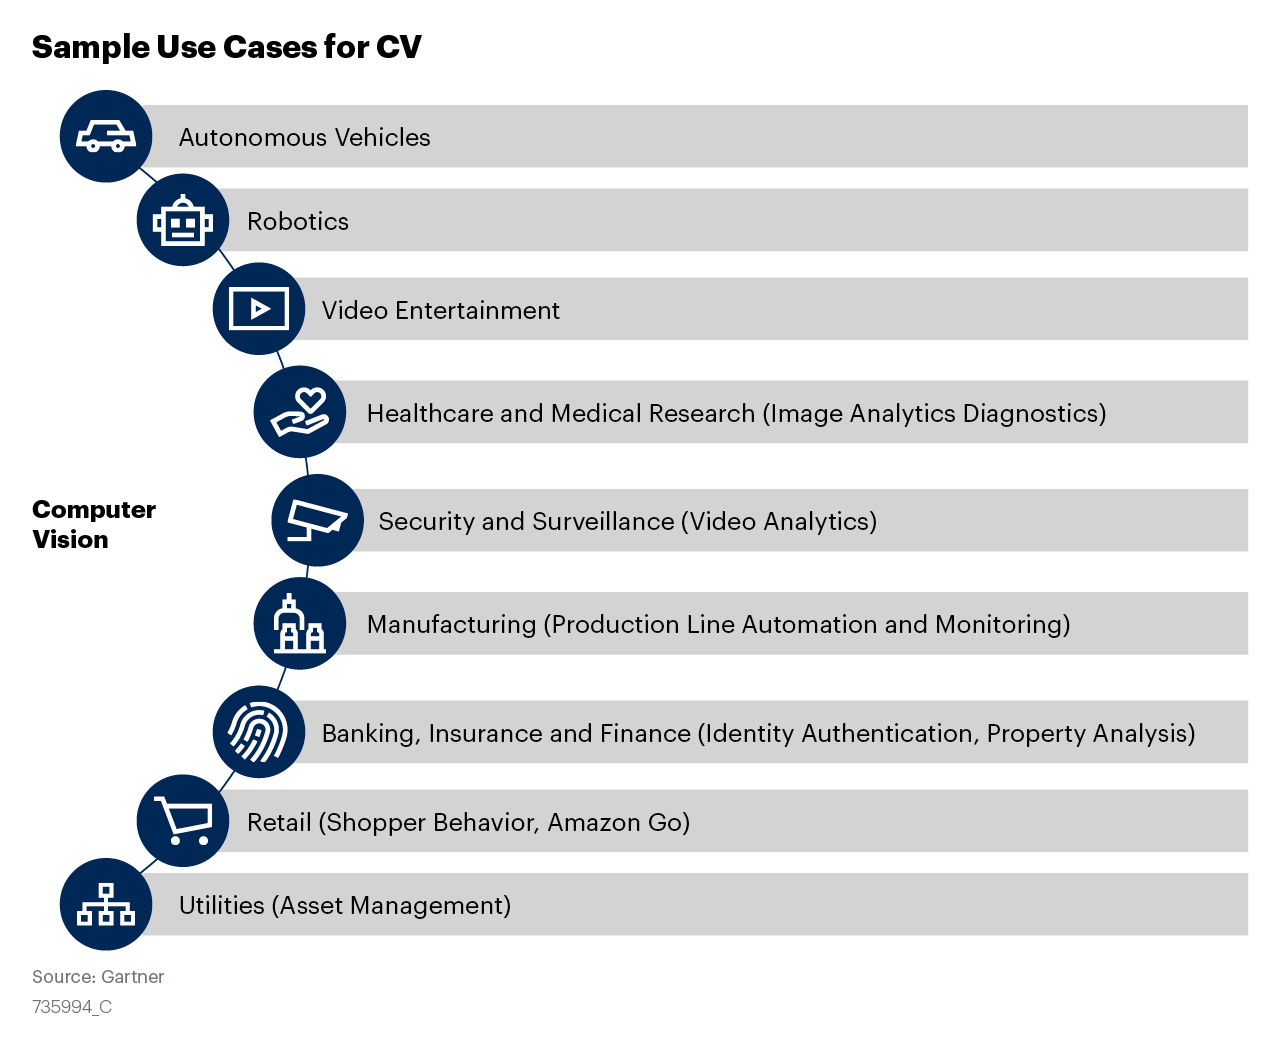 Sample Use Cases for CV
Autonomous Vehicles
Robotics
Video Entertainment
Healthcare and Medical Research (Image Analytics Diagnostics)
Computer
Vision
Security and Surveillance (Video Analytics)
Manufacturing (Production Line Automation and Monitoring)
Banking, Insurance and Finance (Identity Authentication, Property Analysis)
Retail (Shopper Behavior, Amazon Go)
Utilities (Asset Management)
Source: Gartner
735994_C